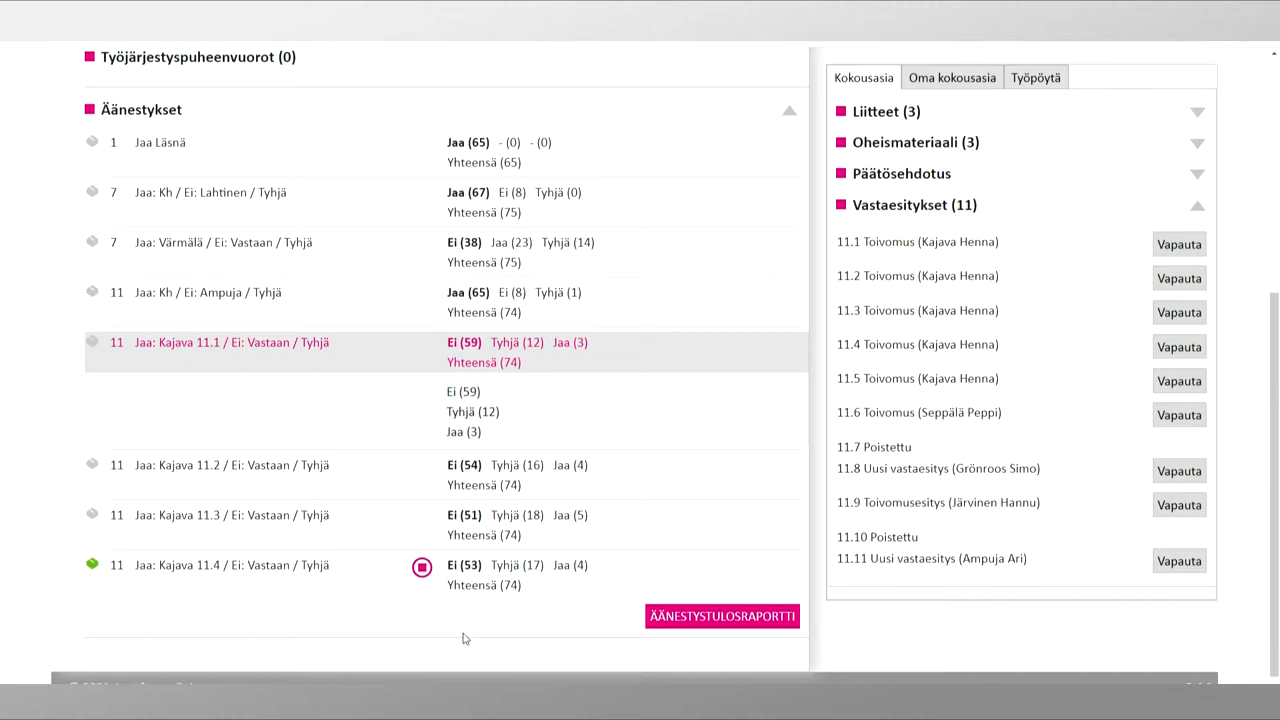 Työjärjestyspuheenvuorot (0)
Äänestykset
1 Jaa Läsnä Jaa (65) - (0) - (0)
Yhteensä (65)
7 Jaa: Kh / Ei: Lahtinen / Tyhjä Jaa (67) Ei (8) Tyhjä (0)
Yhteensä (75)
7 Jaa: Värmälä / Ei: Vastaan / Tyhjä Ei (38) Jaa (23) Tyhjä (14)
Yhteensä (75)
11 Jaa: Kh / Ei: Ampuja / Tyhjä Jaa (65) Ei (8) Tyhjä (1)
Yhteensä (74)
11 Jaa: Kajava 11.1 / Ei: Vastaan / Tyhjä Ei (59) Tyhjä (12) Jaa (3)
Yhteensä (74)
Ei (59)
Tyhjä (12)
Jaa (3)
11 Jaa: Kajava 11.2 / Ei: Vastaan / Tyhjä Ei (54) Tyhjä (16) Jaa (4)
Yhteensä (74)
11 Jaa: Kajava 11.3 / Ei: Vastaan / Tyhjä Ei (51) Tyhjä (18) Jaa (5)
Yhteensä (74)
11 Jaa: Kajava 11.4 / Ei: Vastaan / Tyhjä Ei (53) Tyhjä (17) Jaa (4)
Yhteensä (74)
ÄÄNESTYSTULOSRAPORTTI
Kokousasia Oma kokousasia Työpöytä
Liitteet (3)
Oheismateriaali (3)
Päätösehdotus
Vastaesitykset (11)
11.1 Toivomus (Kajava Henna) Vapauta
11.2 Toivomus (Kajava Henna) Vapauta
11.3 Toivomus (Kajava Henna) Vapauta
11.4 Toivomus (Kajava Henna) Vapauta
11.5 Toivomus (Kajava Henna) Vapauta
11.6 Toivomus (Seppälä Peppi) Vapauta
11.7 Poistettu
11.8 Uusi vastaesitys (Grönroos Simo) Vapauta
11.9 Toivomusesitys (Järvinen Hannu) Vapauta
11.10 Poistettu
11.11 Uusi vastaesitys (Ampuja Ari) Vapauta